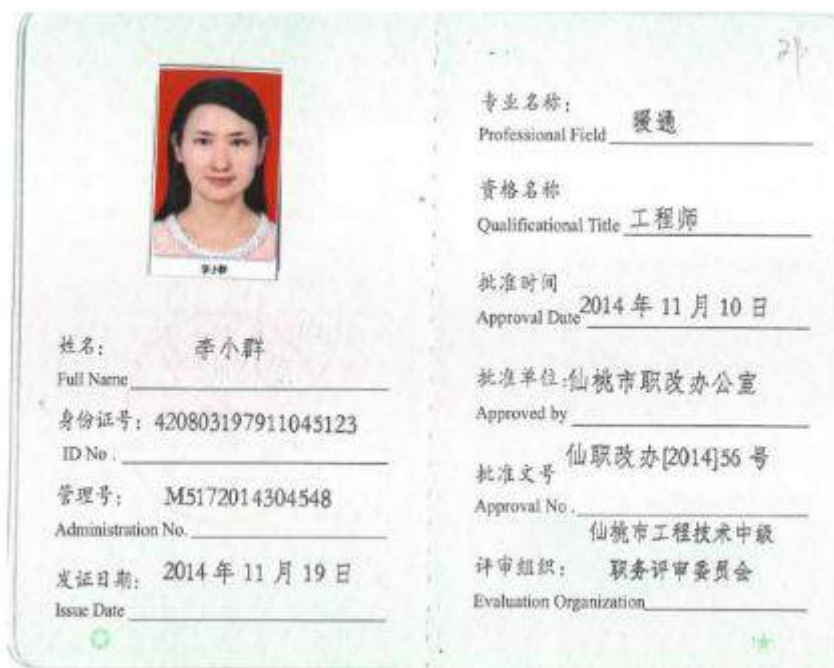 李小群
姓名： 李小群
Full Name
身份证号：420803197911045123
ID No .
管理号： M5172014304548
Administration No.
发证日期： 2014 年 11 月 19 日
Issue Date
专业名称： 暖通
Professional Field
资格名称
Qualificational Title 工程师
批准时间
Approval Date 2014 年 11 月 10 日
批准单位：仙桃市职改办公室
Approved by
批准文号 仙职改办[2014]56 号
Approval No .
仙桃市工程技术中级
评审组织： 职务评审委员会
Evaluation Organization